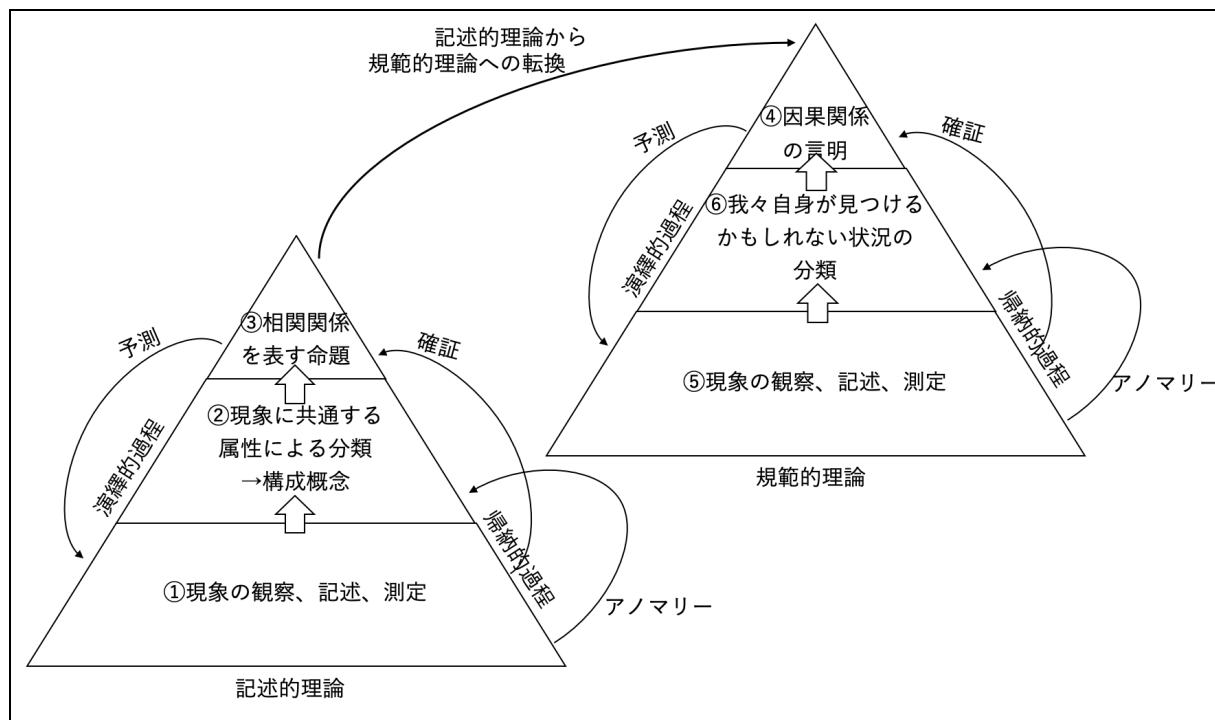 記述的理論から
規範的理論への転換
予測
④因果関係
の言明
確証
⑥我々自身が見つける
かもしれない状況の
分類
演繹的過程
帰納的過程
⑤現象の観察、記述、測定
アノマリー
規範的理論
予測
③相関関係
を表す命題
確証
②現象に共通する
属性による分類
→構成概念
演繹的過程
帰納的過程
①現象の観察、記述、測定
アノマリー
記述的理論